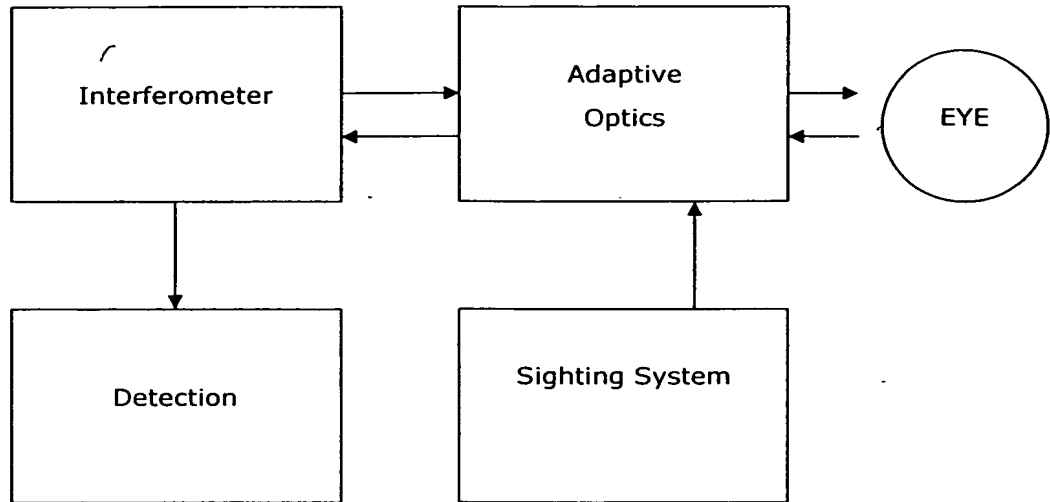 Interferometer
Adaptive
Optics
EYE
Detection
Sighting System